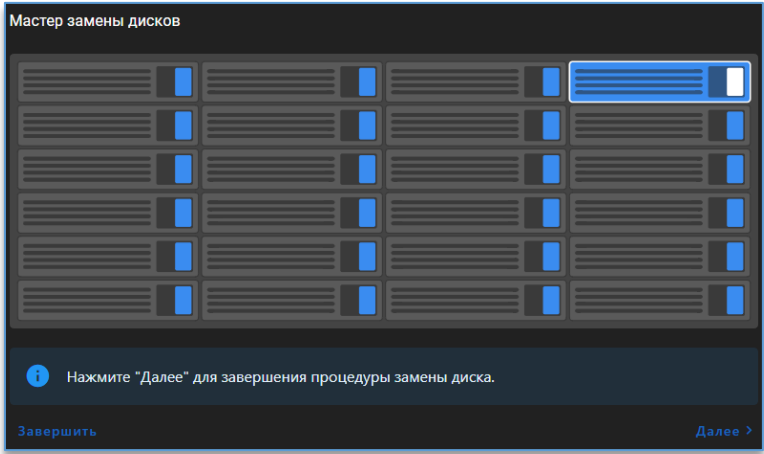 Мастер замены дисков
Нажмите "Далее" для завершения процедуры замены диска.
Завершить
Далее